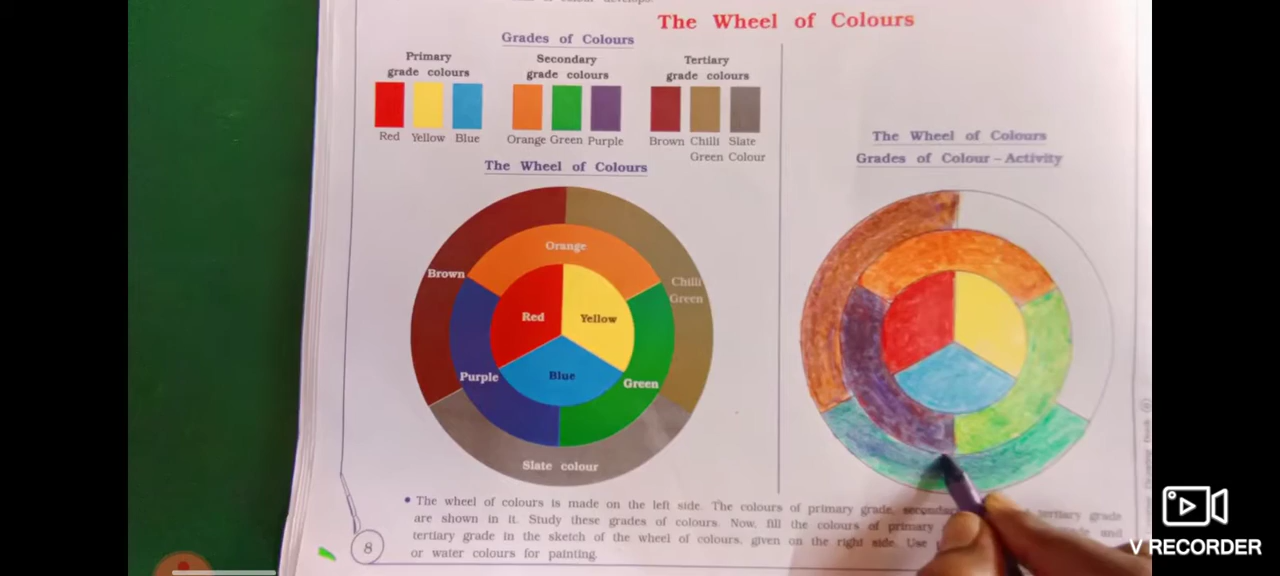 The Wheel of Colours
Grades of Colours
Primary
grade colours
Red Yellow Blue
Secondary
grade colours
Orange Green Purple
Tertiary
grade colours
Brown Chilli Slate
Green Colour
The Wheel of Colours
Orange
Brown
Chilli
Green
Red
Yellow
Purple
Blue
Green
Slate colour
The Wheel of Colours
Grades of Colour – Activity
• The wheel of colours is made on the left side. The colours of primary grade, tertiary grade
are shown in it. Study these grades of colours. Now, fill the colours of primary and
tertiary grade in the sketch of the wheel of colours, given on the right side. Use
or water colours for painting.
8
V RECORDER